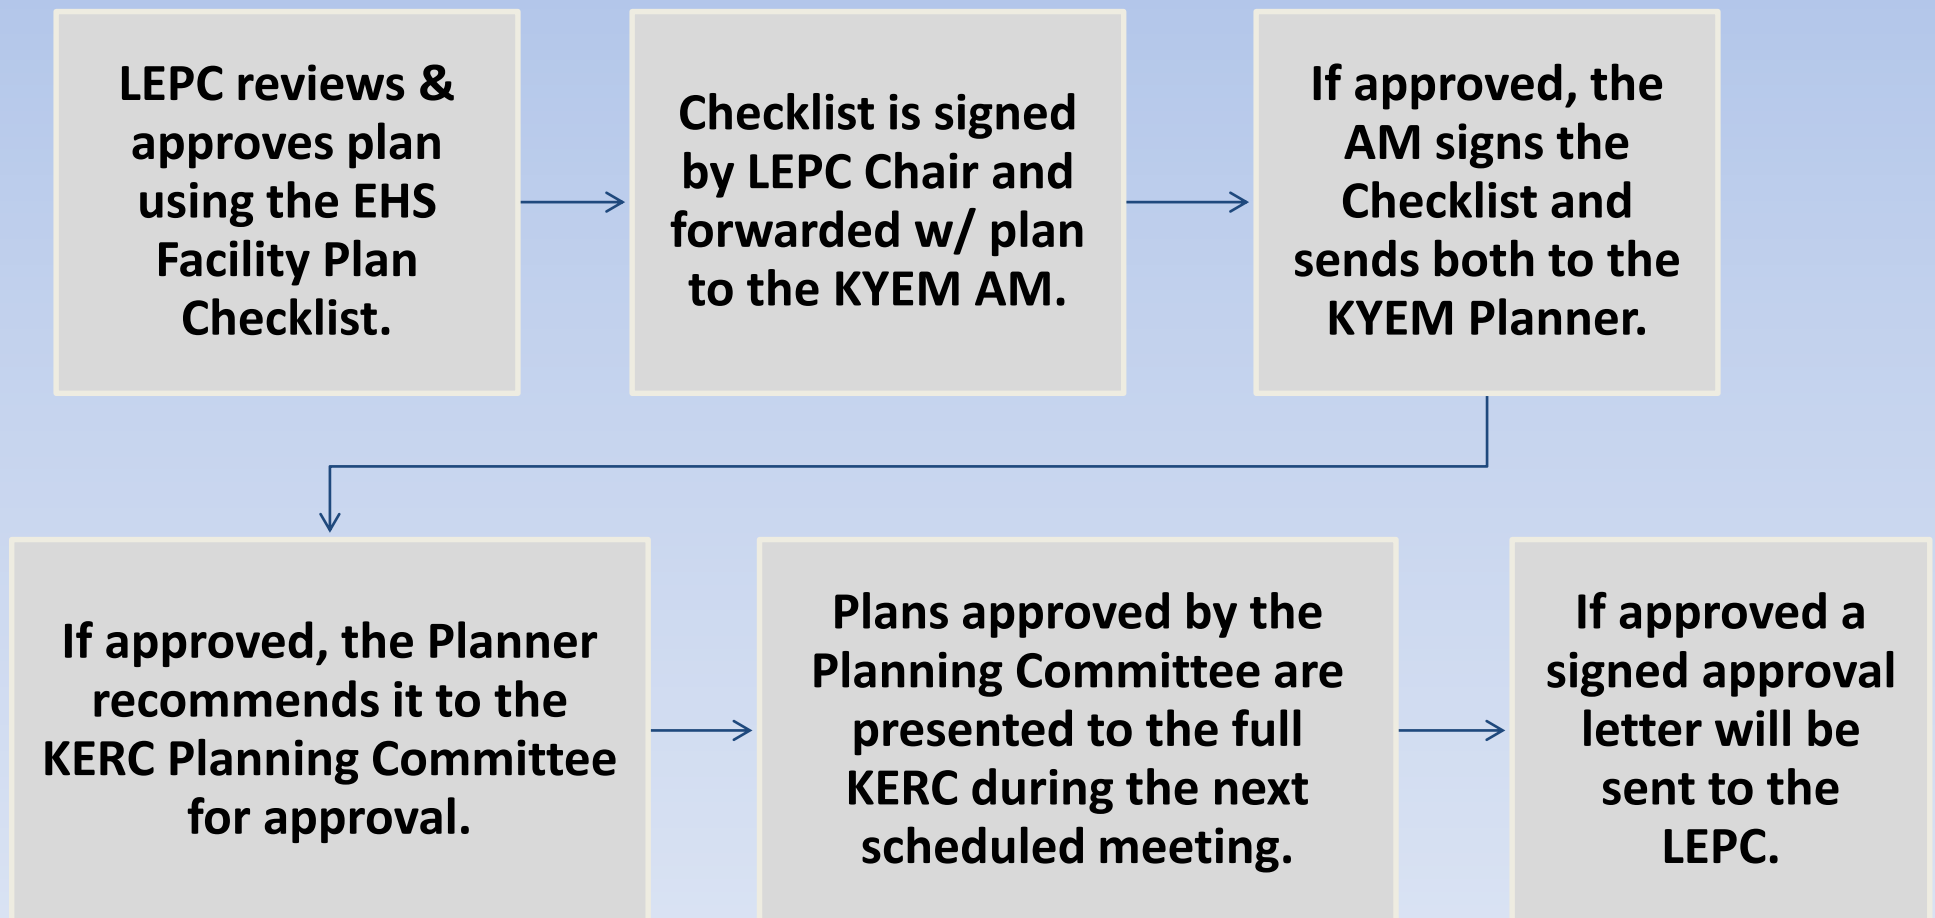 LEPC reviews &
approves plan
using the EHS
Facility Plan
Checklist.
Checklist is signed
by LEPC Chair and
forwarded w/ plan
to the KYEM AM.
If approved, the
AM signs the
Checklist and
sends both to the
KYEM Planner.
If approved, the Planner
recommends it to the
KERC Planning Committee
for approval.
Plans approved by the
Planning Committee are
presented to the full
KERC during the next
scheduled meeting.
If approved a
signed approval
letter will be
sent to the
LEPC.